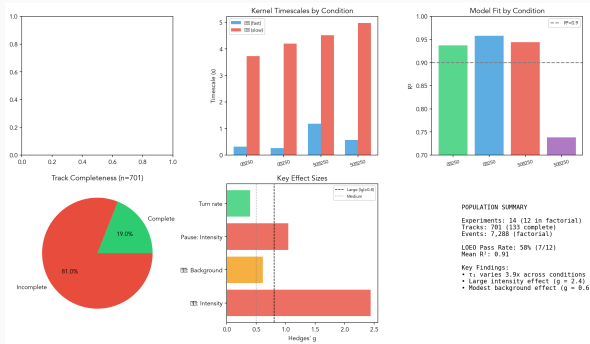 Kernel Timescales by Condition
Model Fit by Condition
1.0
0.8
0.6
0.4
0.2
0.0
0.0 0.2 0.4 0.6 0.8 1.0
5
4
3
2
1
0
Timescale (s)
(fast)
(slow)
1.00
0.95
0.90
0.85
0.80
0.75
0.70
R²
R²=0.9
Track Completeness (n=701)
Complete
19.0%
81.0%
Incomplete
Key Effect Sizes
Large (|g|≥0.8)
Medium
Turn rate
Pause: Intensity
: Background
: Intensity
0.0 0.5 1.0 1.5 2.0 2.5
Hedges' g
POPULATION SUMMARY
Experiments: 14 (12 in factorial)
Tracks: 701 (133 complete)
Events: 7,288 (factorial)
LOEO Pass Rate: 58% (7/12)
Mean R²: 0.91
Key Findings:
• τ₁ varies 3.9x across conditions
• Large intensity effect (g = 2.4)
• Modest background effect (g = 0.6